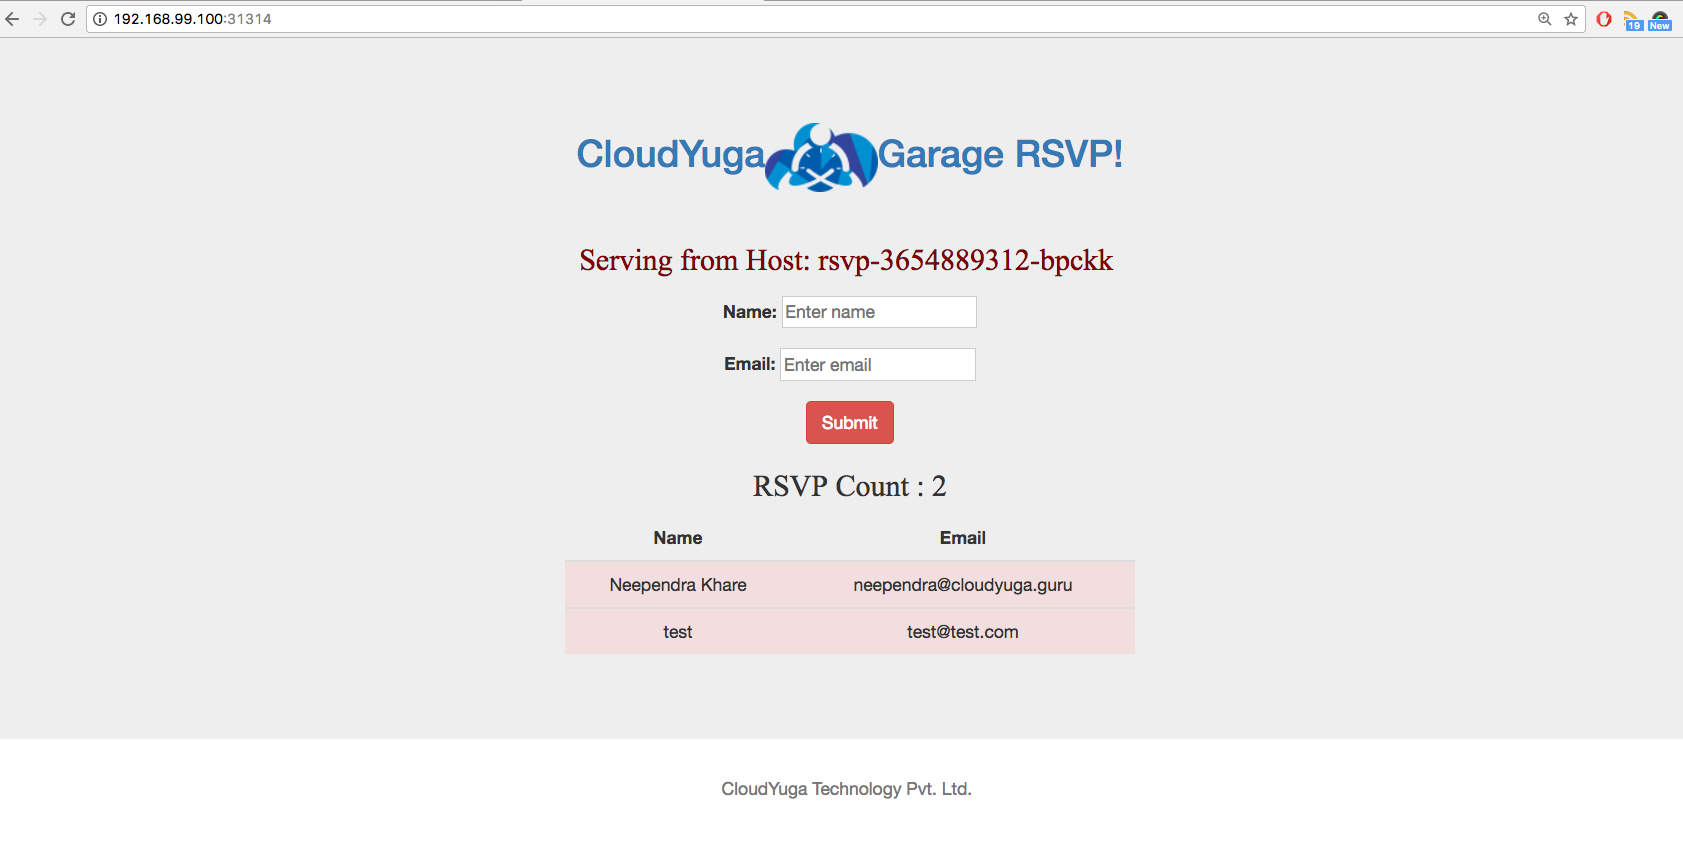 192.168.99.100:31314
19 New
CloudYuga Garage RSVP!
Serving from Host: rsvp-3654889312-bpckk
Name: Enter name
Email: Enter email
Submit
RSVP Count : 2
Name Email
Neependra Khare neependra@cloudyuga.guru
test test@test.com
CloudYuga Technology Pvt. Ltd.